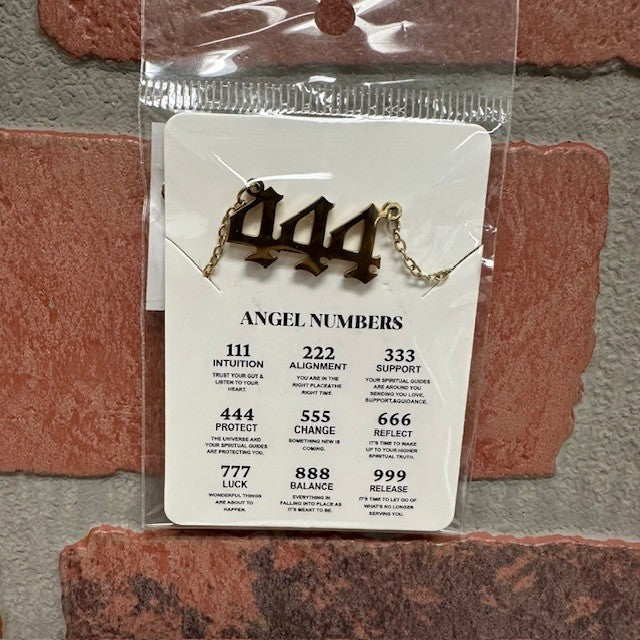 444
ANGEL NUMBERS
111 222 333
INTUITION ALIGNMENT SUPPORT
TRUST YOUR GUT &
LISTEN TO YOUR
HEART.
YOU ARE IN THE
RIGHT PLACE&THE
RIGHT TIME.
YOUR SPIRITUAL GUIDES
ARE AROUND YOU
SENDING YOU LOVE,
SUPPORT,&GUIDANCE.
444 555 666
PROTECT CHANGE REFLECT
THE UNIVERSE AND
YOUR SPIRITUAL GUIDES
ARE PROTECTING YOU.
SOMETHING NEW IS
COMING.
IT'S TIME TO WAKE
UP TO YOUR HIGHER
SPIRITUAL TRUTH.
777 888 999
LUCK BALANCE RELEASE
WONDERFUL THINGS
ARE ABOUT TO
HAPPEN
EVERYTHING IN
FALLING INTO PLACE AS
IT'S MEANT TO BE.
IT'S TIME TO LET GO OF
WHAT'S NO LONGER
SERVING YOU.